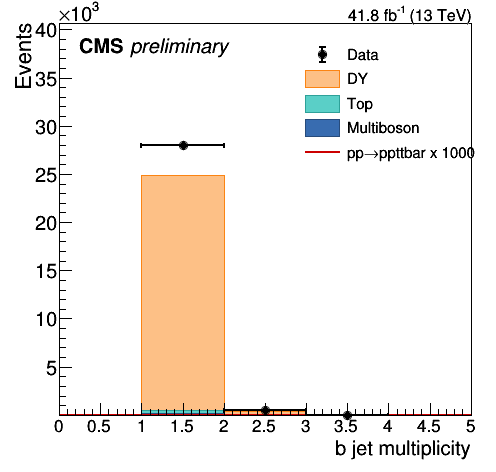 ×10³
41.8 fb⁻¹ (13 TeV)
Events
CMS preliminary
Data
DY
Top
Multiboson
pp→ppttbar x 1000
40
35
30
25
20
15
10
5
0 0.5 1 1.5 2 2.5 3 3.5 4 4.5 5
b jet multiplicity